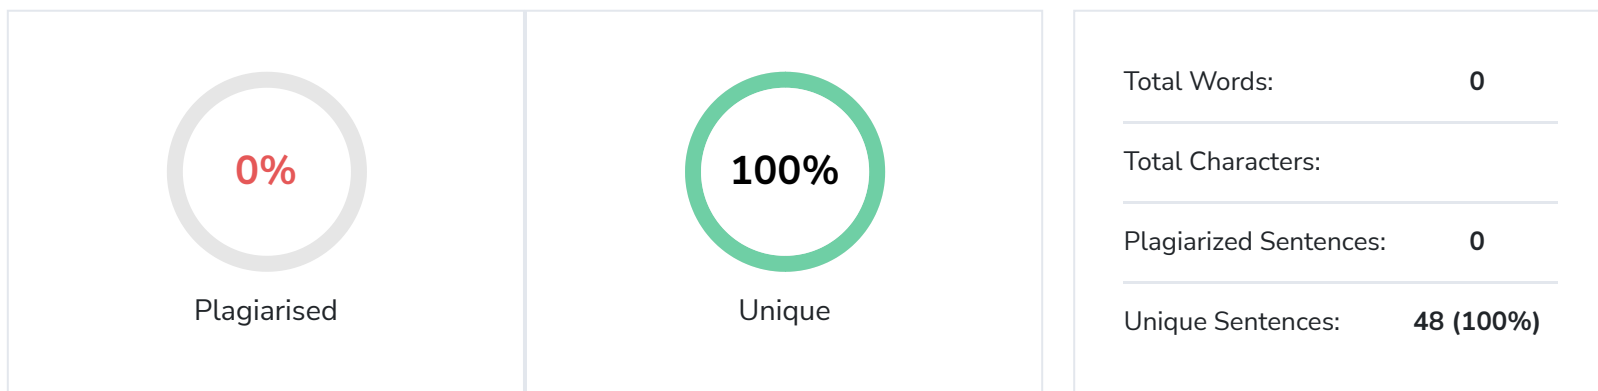 0%
Plagiarised
100%
Unique
Total Words: 0
Total Characters:
Plagiarized Sentences: 0
Unique Sentences: 48 (100%)